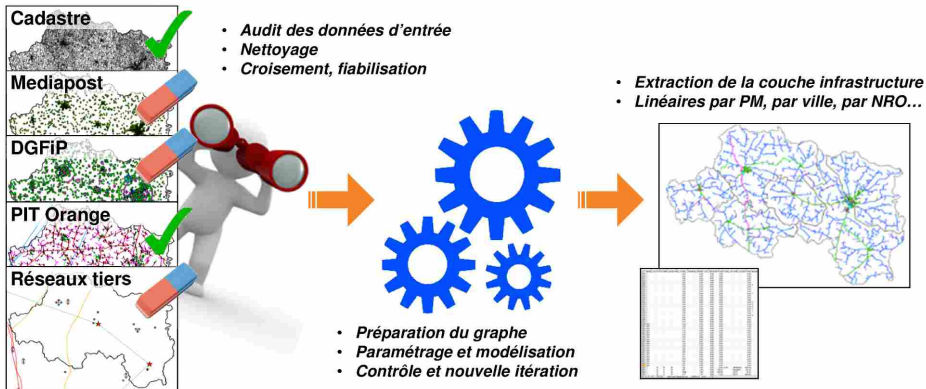 Cadastre
Mediapost
DGFiP
PIT Orange
Réseaux tiers
• Audit des données d'entrée
• Nettoyage
• Croisement, fiabilisation
• Préparation du graphe
• Paramétrage et modélisation
• Contrôle et nouvelle itération
• Extraction de la couche infrastructure
• Linéaires par PM, par ville, par NRO…